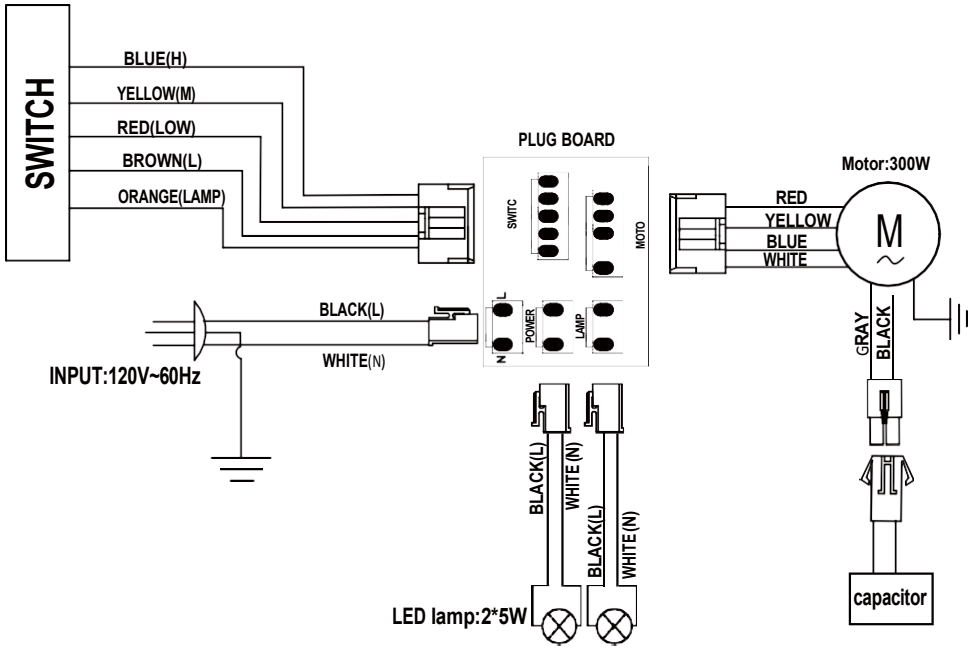 SWITCH
BLUE(H)
YELLOW(M)
RED(LOW)
BROWN(L)
ORANGE(LAMP)
PLUG BOARD
SWITC
MOTO
L
N
POWER
LAMP
Motor:300W
RED
YELLOW
BLUE
WHITE
M
GRAY
BLACK
BLACK(L)
WHITE(N)
INPUT:120V~60Hz
BLACK(L)
WHITE (N)
BLACK(L)
WHITE(N)
LED lamp:2*5W
capacitor